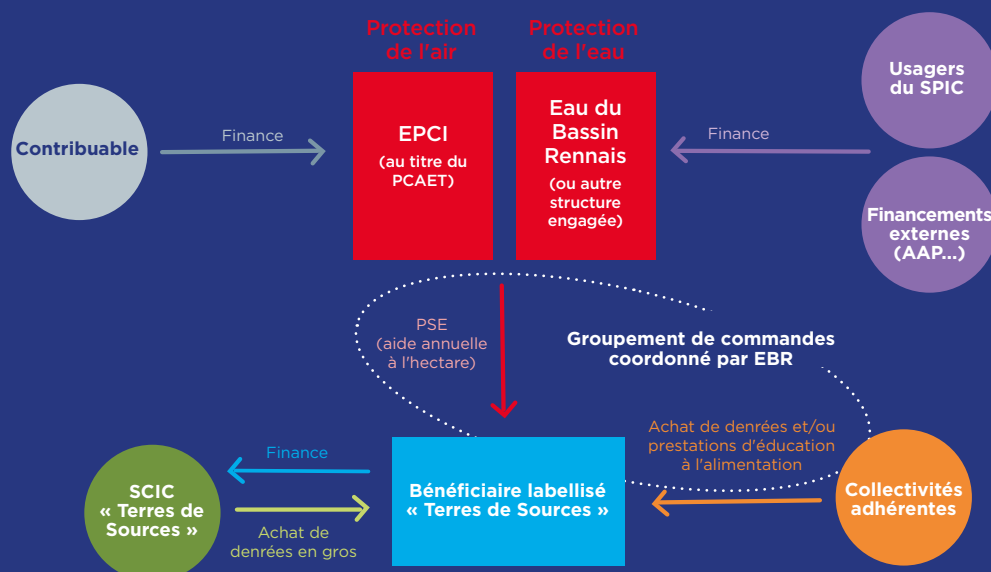 Protection
de l'air
Protection
de l'eau
Contribuable
Finance
EPCI
(au titre du
PCAET)
Eau du
Bassin
Rennais
(ou autre
structure
engagée)
Finance
Usagers
du SPIC
Financements
externes
(AAP...)
PSE
(aide annuelle
à l'hectare)
Groupement de commandes
coordonné par EBR
SCIC
« Terres de
Sources »
Finance
Achat de
denrées en gros
Bénéficiaire labellisé
« Terres de Sources »
Achat de denrées et/ou
prestations d'éducation
à l'alimentation
Collectivités
adhérentes